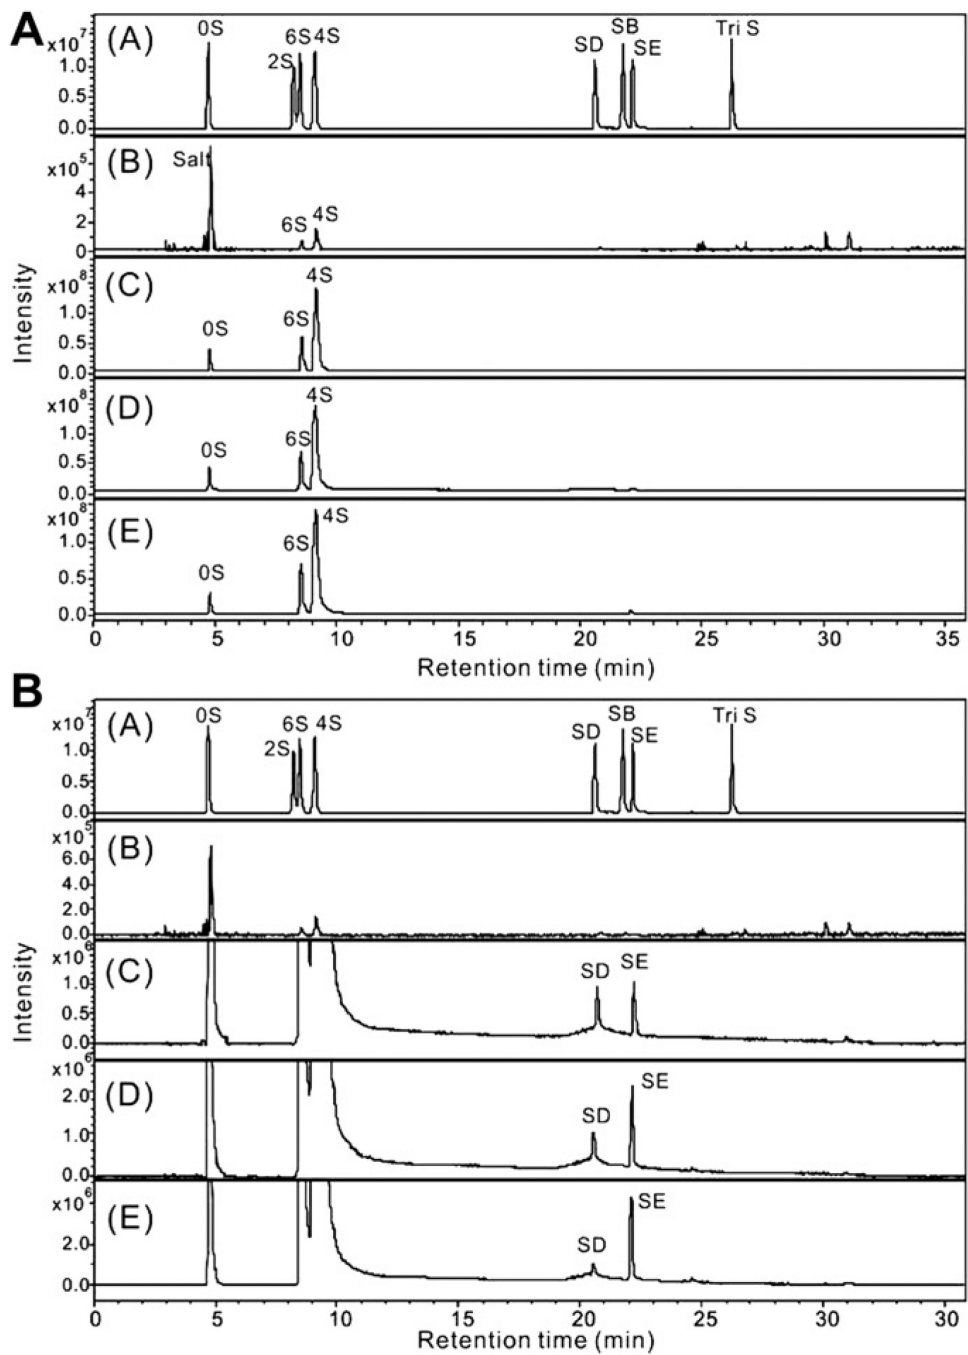 A
(A)
0S
2S
6S
4S
SD
SB
SE
Tri S
x10⁷
1.0
0.5
0.0
(B)
Salt
6S
4S
x10⁵
4
2
0
(C)
0S
6S
4S
x10⁸
1.0
0.5
0.0
(D)
0S
6S
4S
x10⁸
1.0
0.5
0.0
(E)
0S
6S
4S
x10⁸
1.0
0.5
0.0
Intensity
0 5 10 15 20 25 30 35
Retention time (min)
B
(A)
0S
2S
6S
4S
SD
SB
SE
Tri S
x10⁷
1.0
0.5
0.0
(B)
x10⁵
6.0
4.0
2.0
0.0
(C)
SD
SE
x10⁶
1.0
0.5
0.0
(D)
SD
SE
x10⁶
2.0
1.0
0.0
(E)
SD
SE
x10⁶
2.0
0.0
Intensity
0 5 10 15 20 25 30 35
Retention time (min)